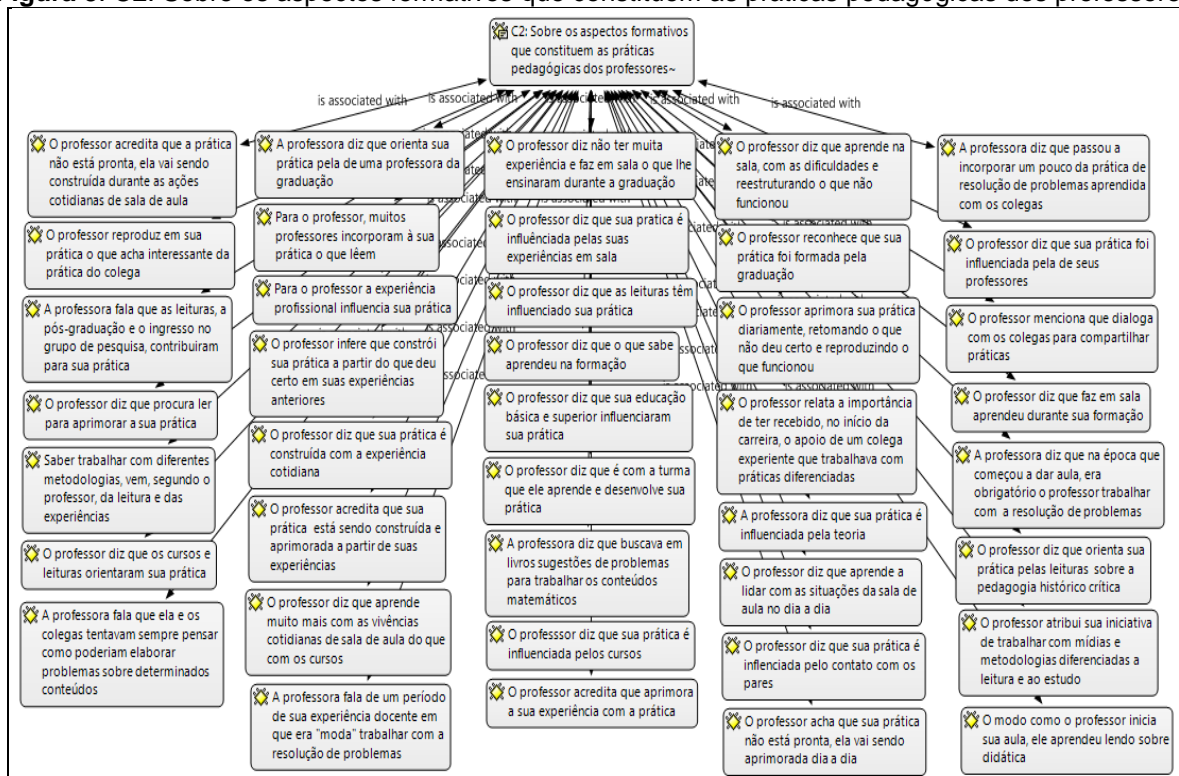 Figura 3: C2: Sobre os aspectos formativos que constituem as práticas pedagógicas dos professores
C2: Sobre os aspectos formativos
que constituem as práticas
pedagógicas dos professores~
is associated with
is associated with
is associated with
is associated with
is associated with
O professor acredita que a prática
não está pronta, ela vai sendo
construída durante as ações
cotidianas de sala de aula
O professor reproduz em sua
prática o que acha interessante da
prática do colega
A professora fala que as leituras, a
pós-graduação e o ingresso no
grupo de pesquisa, contribuiram
para sua prática
O professor diz que procura ler
para aprimorar a sua prática
Saber trabalhar com diferentes
metodologias, vem, segundo o
professor, da leitura e das
experiências
O professor diz que os cursos e
leituras orientaram sua prática
A professora fala que ela e os
colegas tentavam sempre pensar
como poderiam elaborar
problemas sobre determinados
conteúdos
A professora diz que orienta sua
prática pela de uma professora da
graduação
Para o professor, muitos
professores incorporam à sua
prática o que lêem
Para o professor a experiência
profissional influencia sua prática
O professor infere que constrói
sua prática a partir do que deu
certo em suas experiências
anteriores
O professor diz que sua prática é
construída com a experiência
cotidiana
O professor acredita que sua
prática está sendo construída e
aprimorada a partir de suas
experiências
O professor diz que aprende
muito mais com as vivências
cotidianas de sala de aula do que
com os cursos
A professora fala de um período
de sua experiência docente em
que era "moda" trabalhar com a
resolução de problemas
O professor diz não ter muita
experiência e faz em sala o que lhe
ensinaram durante a graduação
O professor diz que sua pratica é
influênciada pelas suas
experiências em sala
O professor diz que as leituras têm
influenciado sua prática
O professor diz que o que sabe
aprendeu na formação
O professor diz que sua educação
básica e superior influenciaram
sua prática
O professor diz que é com a turma
que ele aprende e desenvolve sua
prática
A professora diz que buscava em
livros sugestões de problemas
para trabalhar os conteúdos
matemáticos
O professsor diz que sua prática é
influenciada pelos cursos
O professor acredita que aprimora
a sua experiência com a prática
O professor diz que aprende na
sala, com as dificuldades e
reestruturando o que não
funcionou
O professor reconhece que sua
prática foi formada pela
graduação
O professor aprimora sua prática
diariamente, retomando o que
não deu certo e reproduzindo o
que funcionou
is associated with
O professor relata a importância
de ter recebido, no início da
carreira, o apoio de um colega
experiente que trabalhava com
práticas diferenciadas
A professora diz que sua prática é
influenciada pela teoria
O professor diz que aprende a
lidar com as situações da sala de
aula no dia a dia
O professor diz que sua prática é
inflenciada pelo contato com os
pares
O professor acha que sua prática
não está pronta, ela vai sendo
aprimorada dia a dia
A professora diz que passou a
incorporar um pouco da prática de
resolução de problemas aprendida
com os colegas
O professor diz que sua prática foi
influenciada pela de seus
professores
O professor menciona que dialoga
com os colegas para compartilhar
práticas
O professor diz que faz em sala
aprendeu durante sua formação
A professora diz que na época que
começou a dar aula, era
obrigatório o professor trabalhar
com a resolução de problemas
O professor diz que orienta sua
prática pelas leituras sobre a
pedagogia histórico crítica
O professor atribui sua iniciativa
de trabalhar com mídias e
metodologias diferenciadas a
leitura e ao estudo
O modo como o professor inicia
sua aula, ele aprendeu lendo sobre
didática